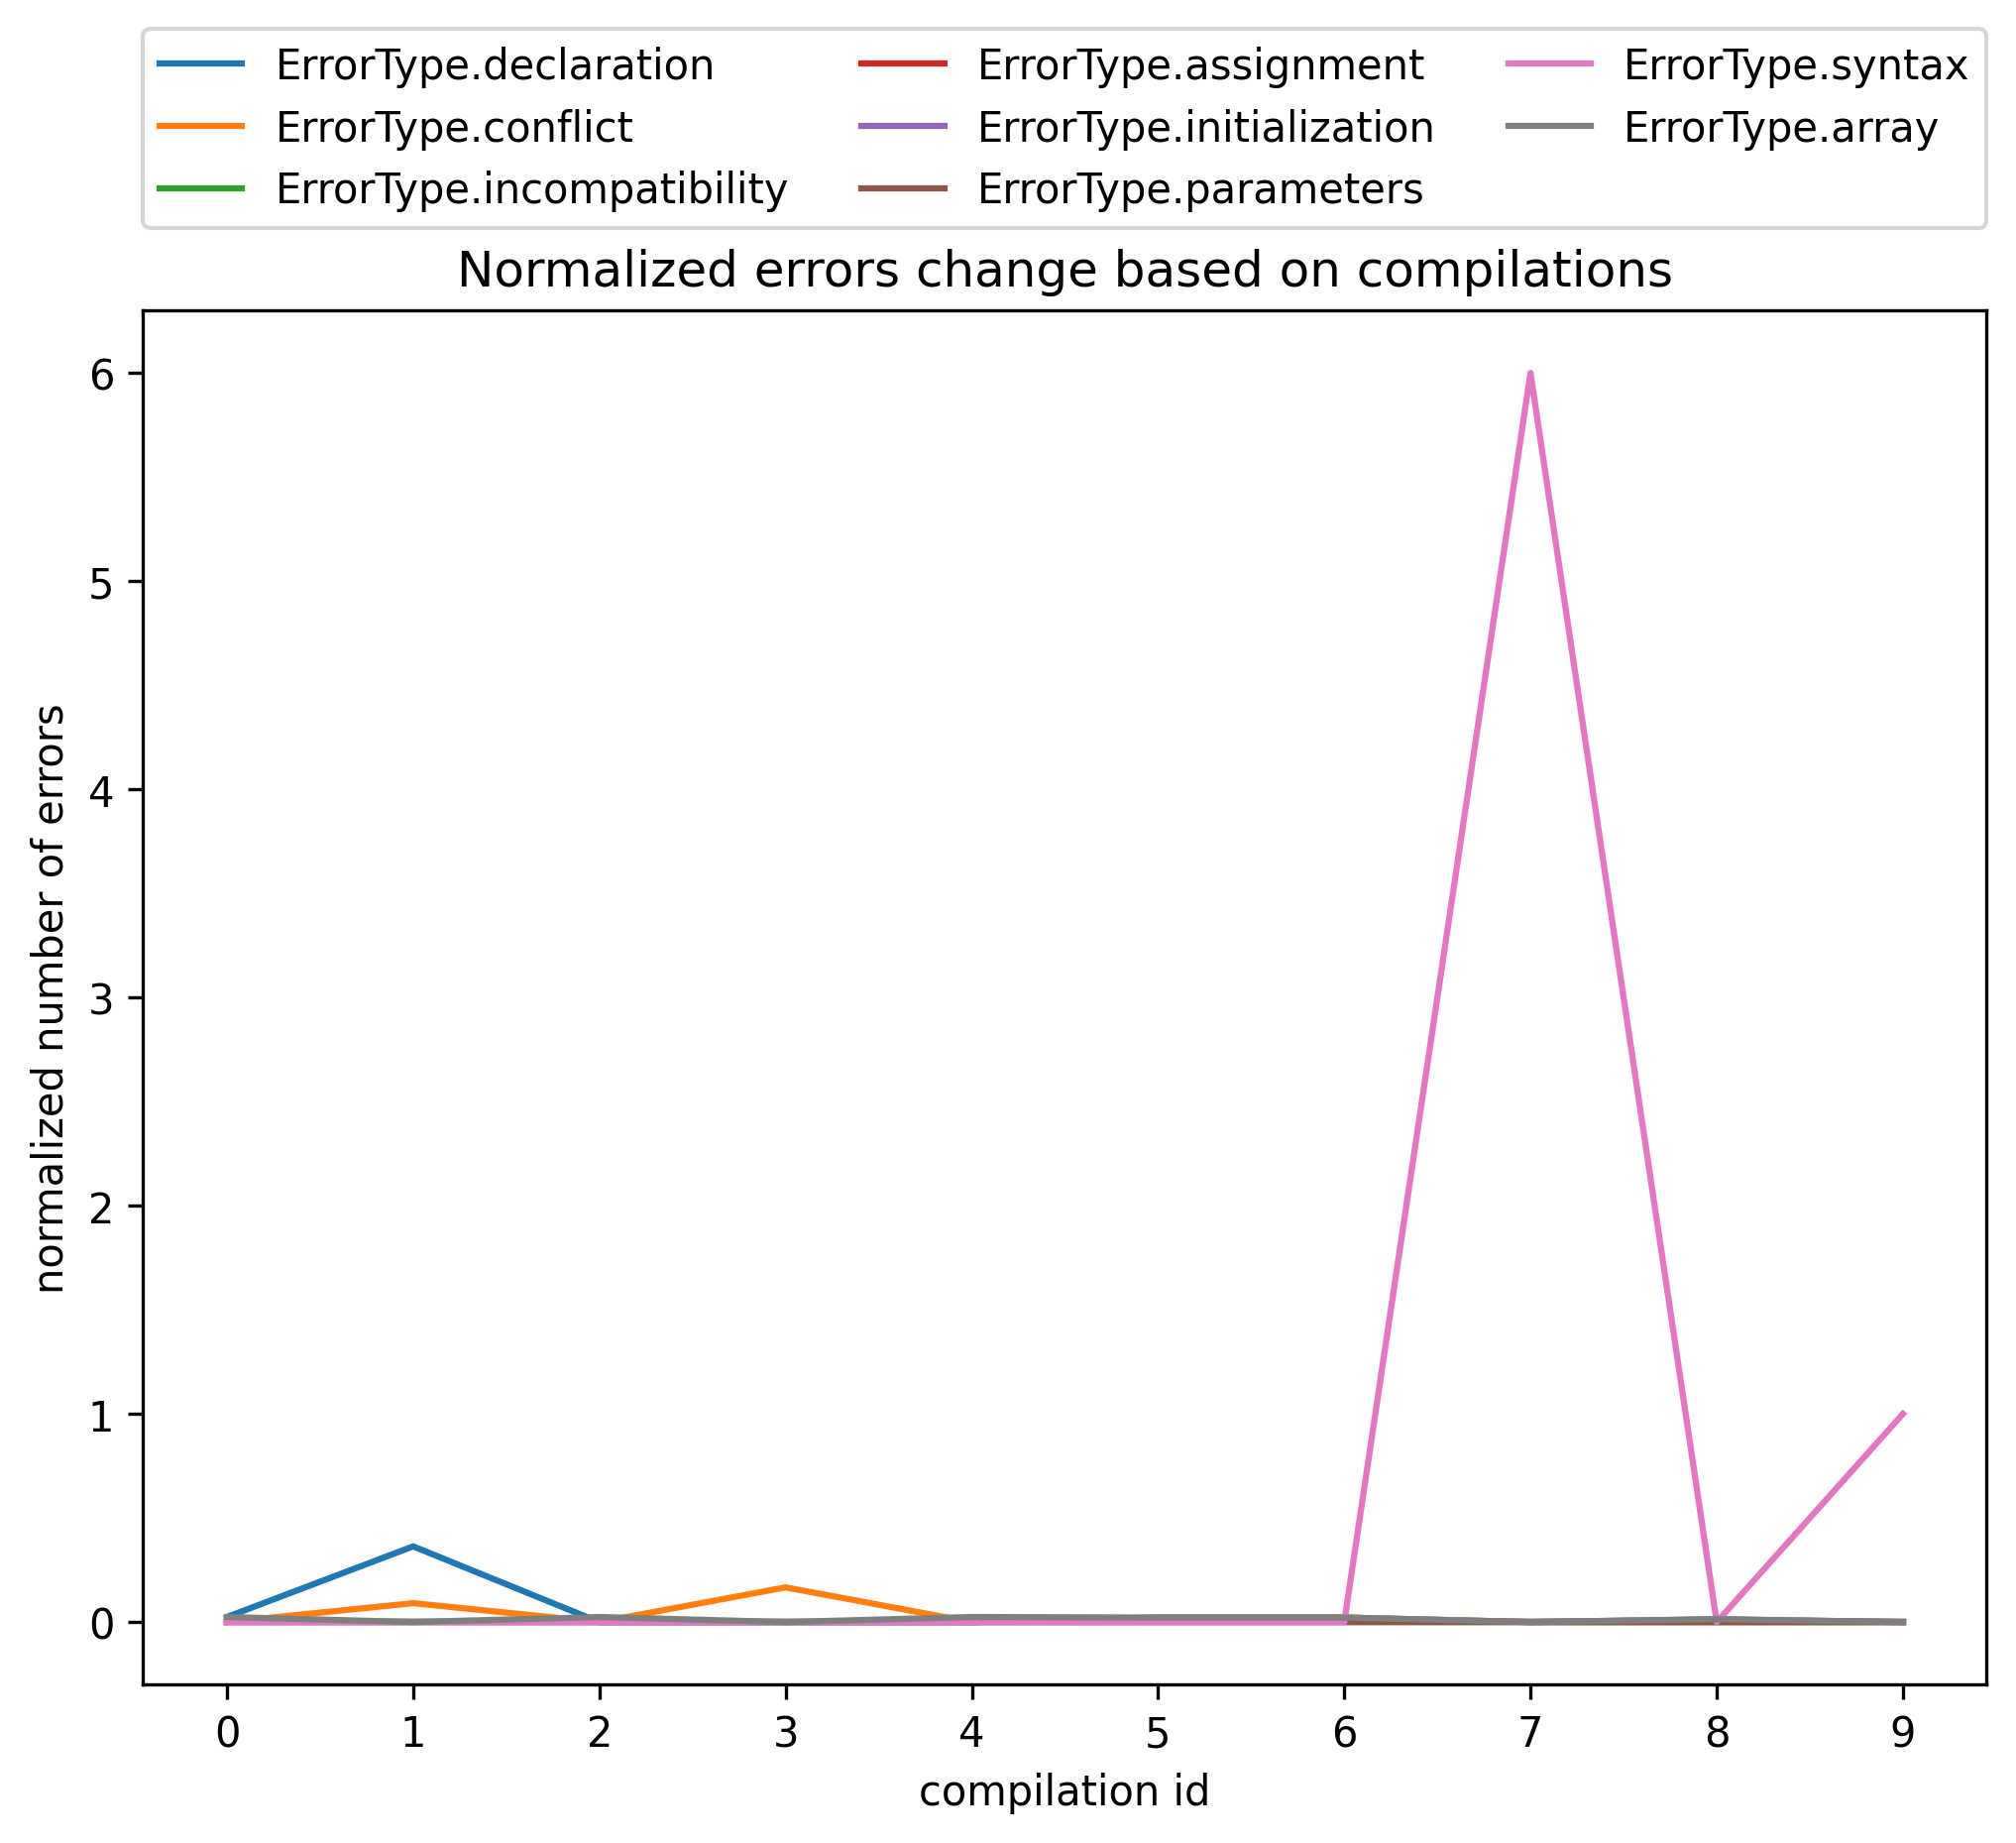 ErrorType.declaration
ErrorType.conflict
ErrorType.incompatibility
ErrorType.assignment
ErrorType.initialization
ErrorType.parameters
ErrorType.syntax
ErrorType.array
Normalized errors change based on compilations
normalized number of errors
6
5
4
3
2
1
0
0 1 2 3 4 5 6 7 8 9
compilation id